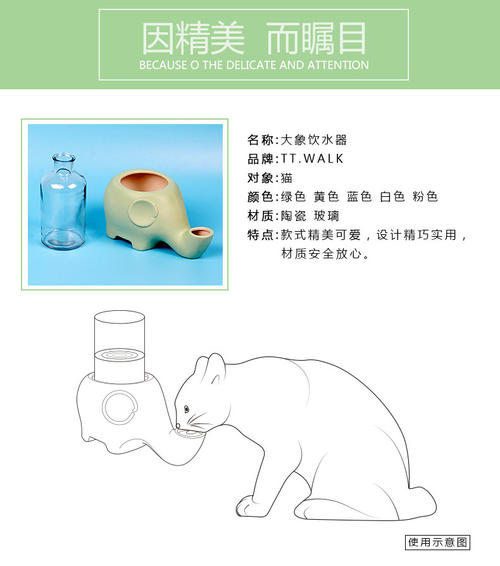 因精美 而瞩目
BECAUSE O THE DELICATE AND ATTENTION
名称:大象饮水器
品牌:TT.WALK
对象:猫
颜色:绿色 黄色 蓝色 白色 粉色
材质:陶瓷 玻璃
特点:款式精美可爱，设计精巧实用，
材质安全放心。
使用示意图